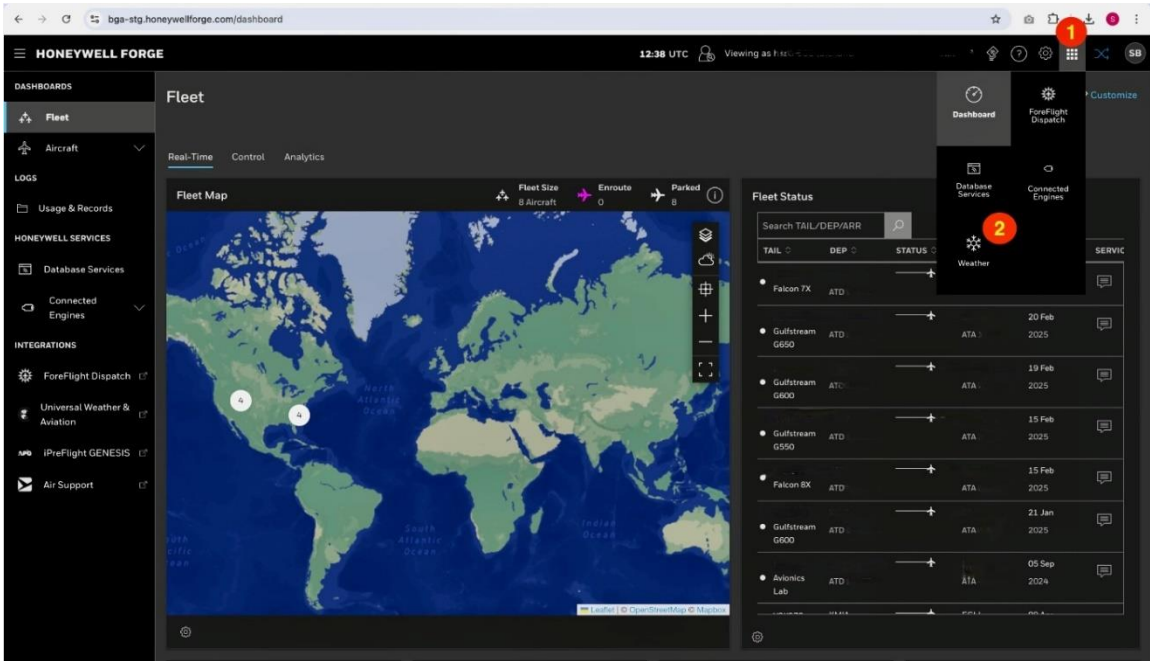 bga-stg.honeywellforge.com/dashboard
S
1
HONEYWELL FORGE
12:38 UTC
Viewing as
SB
DASHBOARDS
Fleet
Aircraft
LOGS
Usage & Records
HONEYWELL SERVICES
Database Services
Connected
Engines
INTEGRATIONS
ForeFlight Dispatch
Universal Weather &
Aviation
iPreFlight GENESIS
Air Support
Fleet
Customize
Real-Time Control Analytics
Dashboard
ForeFlight
Dispatch
Database
Services
Connected
Engines
2
Weather
Fleet Map
Fleet Size
8 Aircraft
Enroute
0
Parked
8
North
Atlantic
Ocean
South
Atlantic
Ocean
Indian
Ocean
4
4
Leaflet | © OpenStreetMap © Mapbox
Fleet Status
Search TAIL/DEP/ARR
TAIL DEP STATUS SERVIC
Falcon 7X ATD
Gulfstream
G650
ATD ATA
20 Feb
2025
Gulfstream
G600
ATA
19 Feb
2025
Gulfstream
G550
ATD ATA
15 Feb
2025
Falcon 8X ATD ATA
15 Feb
2025
Gulfstream
G600
ATD ATA
21 Jan
2025
Avionics
Lab
ATD ATA
05 Sep
2024